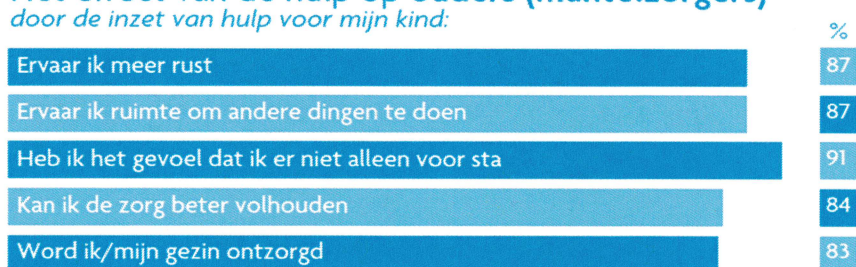 door de inzet van hulp voor mijn kind:
%
Ervaar ik meer rust 87
Ervaar ik ruimte om andere dingen te doen 87
Heb ik het gevoel dat ik er niet alleen voor sta 91
Kan ik de zorg beter volhouden 84
Word ik/mijn gezin ontzorgd 83